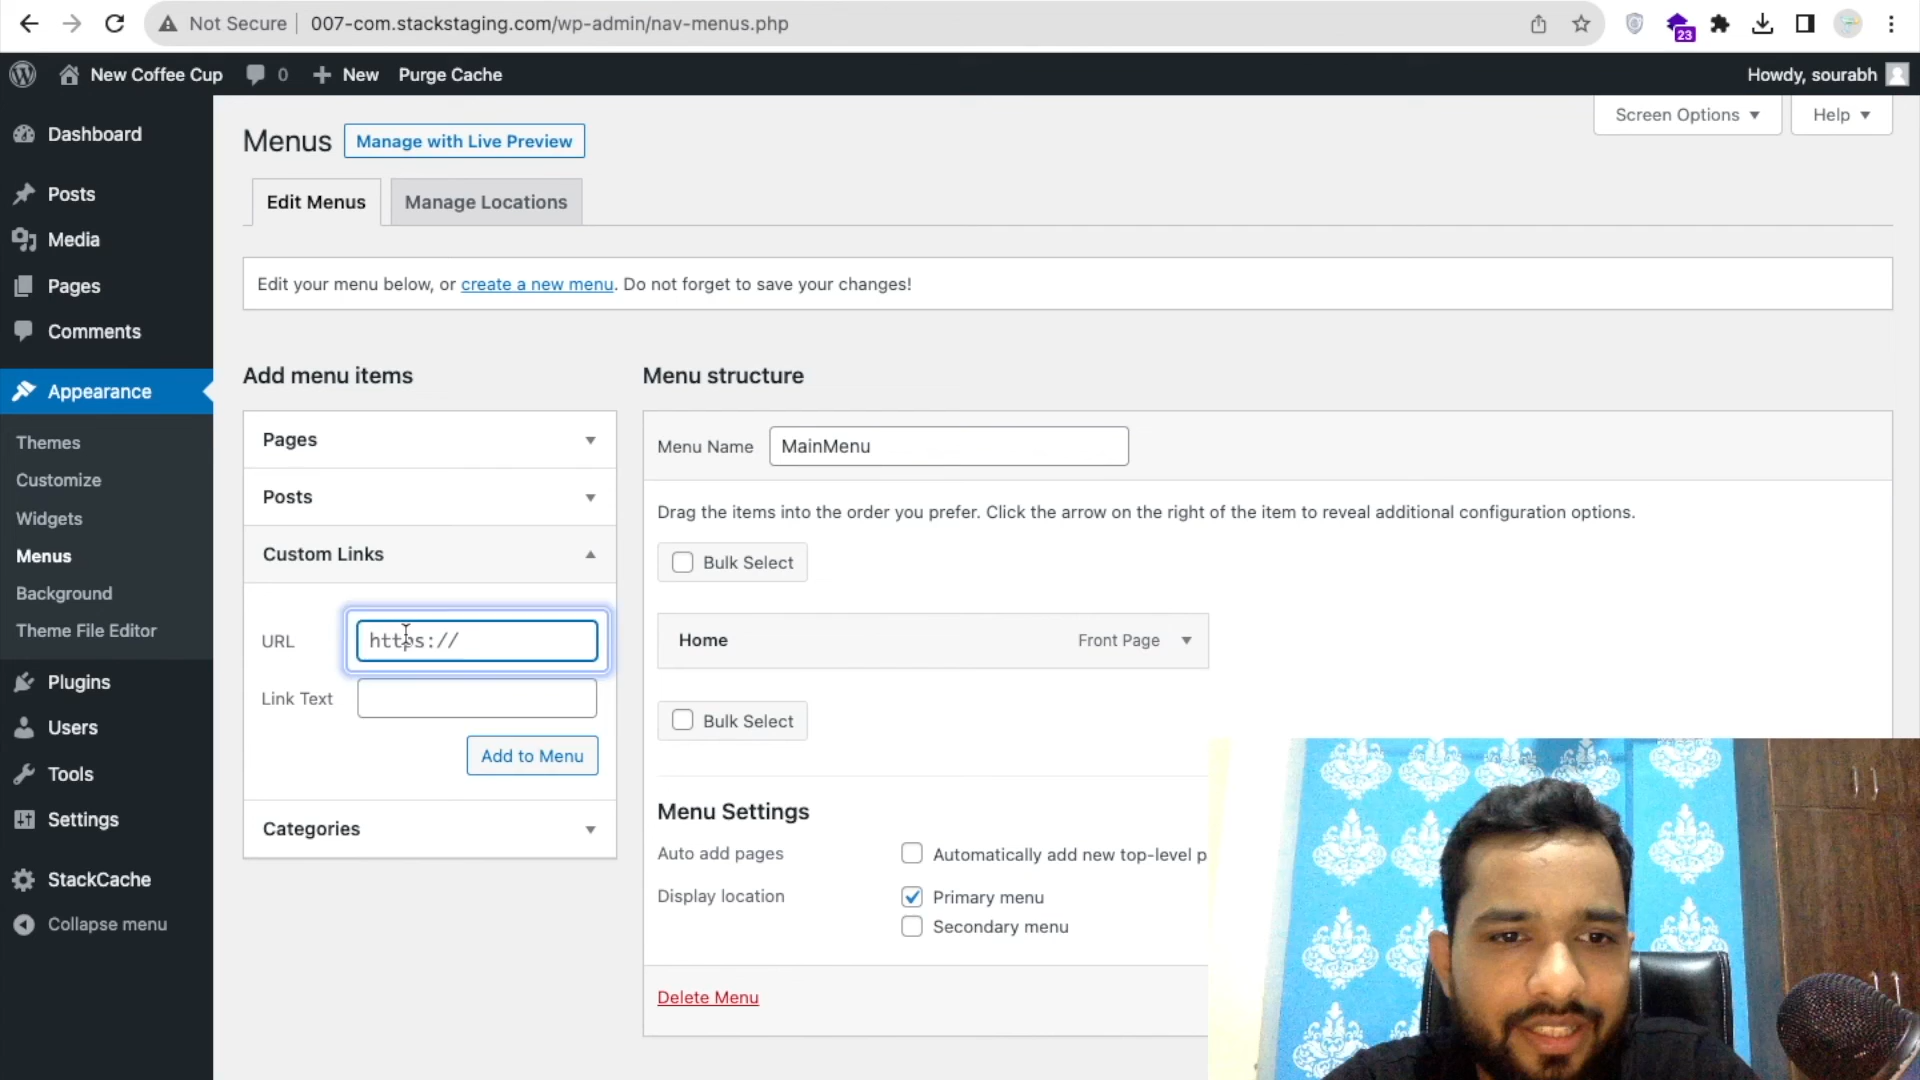 Not Secure 007-com.stackstaging.com/wp-admin/nav-menus.php
23
New Coffee Cup 0 New Purge Cache Howdy, sourabh
Screen Options Help
Dashboard
Posts
Media
Pages
Comments
Appearance
Themes
Customize
Widgets
Menus
Background
Theme File Editor
Plugins
Users
Tools
Settings
StackCache
Collapse menu
Menus Manage with Live Preview
Edit Menus Manage Locations
Edit your menu below, or create a new menu. Do not forget to save your changes!
Add menu items
Pages
Posts
Custom Links
URL https://
Link Text
Add to Menu
Categories
Menu structure
Menu Name MainMenu
Drag the items into the order you prefer. Click the arrow on the right of the item to reveal additional configuration options.
Bulk Select
Home Front Page
Bulk Select
Menu Settings
Auto add pages Automatically add new top-level p
Display location Primary menu
Secondary menu
Delete Menu